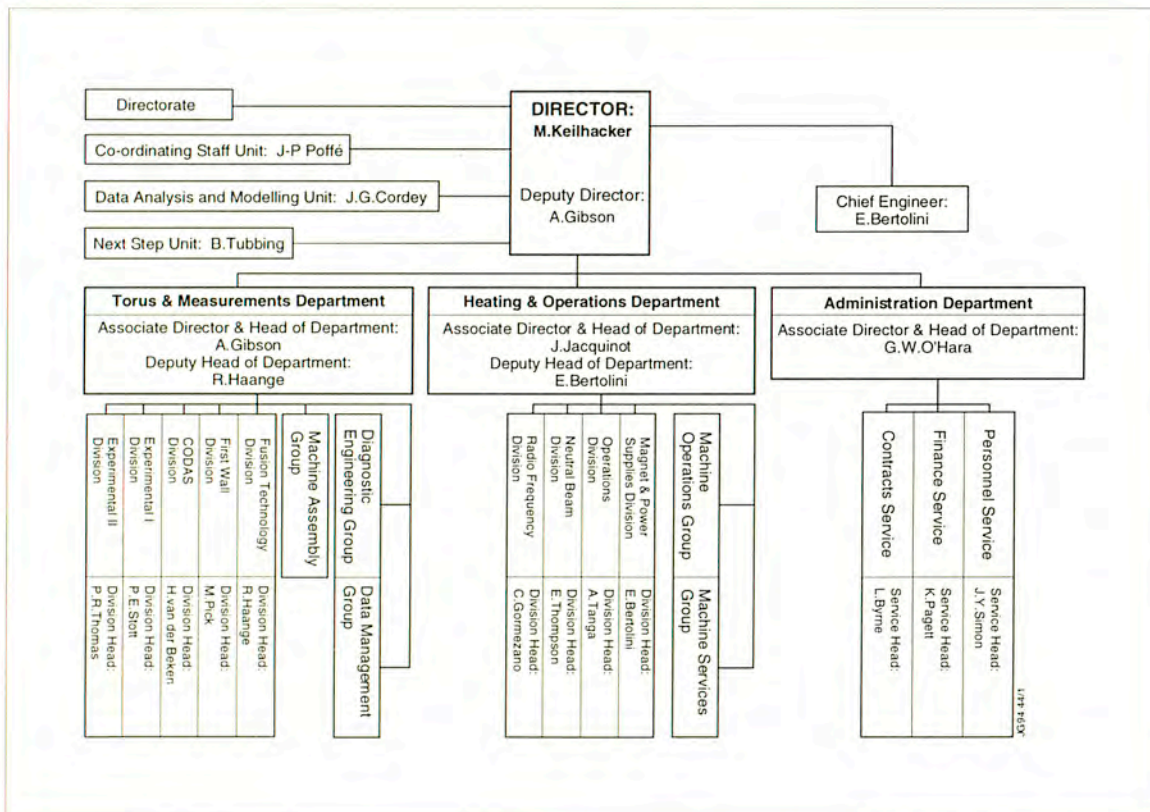 Directorate
Co-ordinating Staff Unit: J-P Poffé
Data Analysis and Modelling Unit: J.G.Cordey
Next Step Unit: B.Tubbing
DIRECTOR:
M.Keilhacker
Deputy Director:
A.Gibson
Chief Engineer:
E.Bertolini
Torus & Measurements Department
Associate Director & Head of Department:
A.Gibson
Deputy Head of Department:
R.Haange
Heating & Operations Department
Associate Director & Head of Department:
J.Jacquinot
Deputy Head of Department:
E.Bertolini
Administration Department
Associate Director & Head of Department:
G.W.O'Hara
Experimental II
Division
Division Head:
P.R.Thomas
Experimental I
Division
Division Head:
P.E.Stott
CODAS
Division
Division Head:
H.van der Beken
First Wall
Division
Division Head:
M.Pick
Fusion Technology
Division
Division Head:
R.Haange
Machine Assembly
Group
Diagnostic
Engineering Group
Data Management
Group
Radio Frequency
Division
Division Head:
C.Gormezano
Neutral Beam
Division
Division Head:
E.Thompson
Operations
Division
Division Head:
A.Tanga
Magnet & Power
Supplies Division
Division Head:
E.Bertolini
Machine
Operations Group
Machine Services
Group
Contracts Service
Service Head:
L.Byrne
Finance Service
Service Head:
K.Pagett
Personnel Service
Service Head:
J.Y.Simon
JG94.44/1